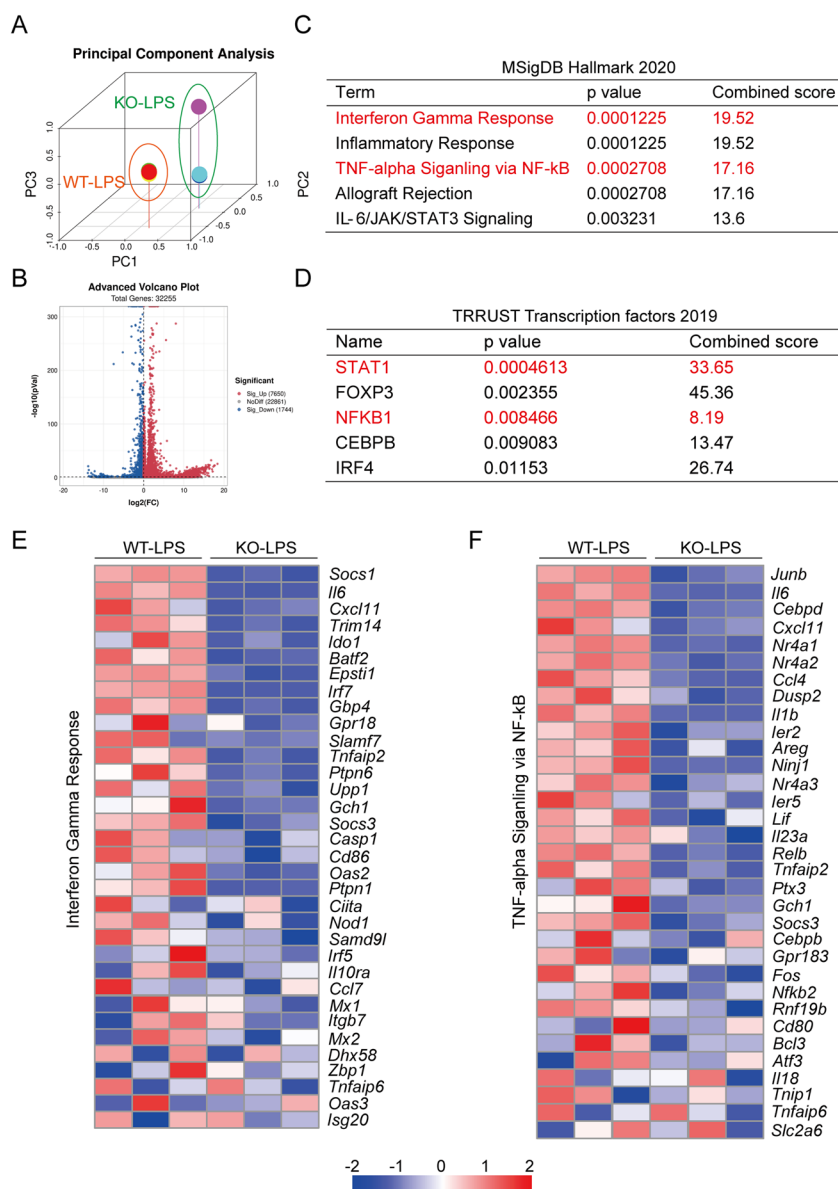 A
Principal Component Analysis
KO-LPS
WT-LPS
PC3
1.0
0.5
0.0
-0.5
-1.0
-1.0
-0.5
0.0
0.5
1.0
PC1
-1.0
-0.5
0.0
0.5
1.0
PC2
B
Advanced Volcano Plot
Total Genes: 32255
-log10(pVal)
300
200
100
0
-20
-10
0
10
20
log2(FC)
Significant
Sig_Up (7650)
NoDiff (22861)
Sig_Down (1744)
C
MSigDB Hallmark 2020
Term p value Combined score
Interferon Gamma Response 0.0001225 19.52
Inflammatory Response 0.0001225 19.52
TNF-alpha Siganling via NF-kB 0.0002708 17.16
Allograft Rejection 0.0002708 17.16
IL-6/JAK/STAT3 Signaling 0.003231 13.6
D
TRRUST Transcription factors 2019
Name p value Combined score
STAT1 0.0004613 33.65
FOXP3 0.002355 45.36
NFKB1 0.008466 8.19
CEBPB 0.009083 13.47
IRF4 0.01153 26.74
E
WT-LPS KO-LPS
Interferon Gamma Response
Socs1
Il6
Cxcl11
Trim14
Ido1
Batf2
Epsti1
Irf7
Gbp4
Gpr18
Slamf7
Tnfaip2
Ptpn6
Upp1
Gch1
Socs3
Casp1
Cd86
Oas2
Ptpn1
Ciita
Nod1
Samd9l
Irf5
Il10ra
Ccl7
Mx1
Itgb7
Mx2
Dhx58
Zbp1
Tnfaip6
Oas3
Isg20
F
WT-LPS KO-LPS
TNF-alpha Siganling via NF-kB
Junb
Il6
Cebpd
Cxcl11
Nr4a1
Nr4a2
Ccl4
Dusp2
Il1b
Ier2
Areg
Ninj1
Nr4a3
Ier5
Lif
Il23a
Relb
Tnfaip2
Ptx3
Gch1
Socs3
Cebpb
Gpr183
Fos
Nfkb2
Rnf19b
Cd80
Bcl3
Atf3
Il18
Tnip1
Tnfaip6
Slc2a6
-2 -1 0 1 2